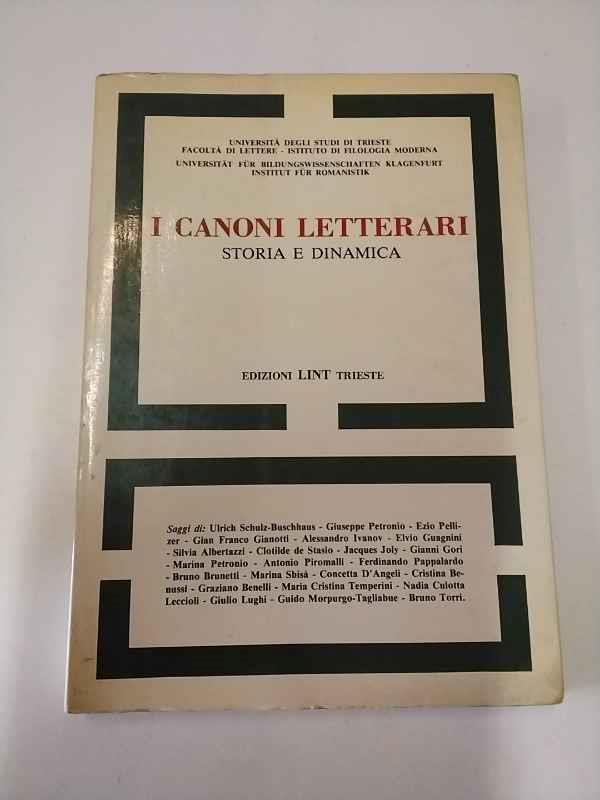 UNIVERSITÀ DEGLI STUDI DI TRIESTE
FACOLTÀ DI LETTERE - ISTITUTO DI FILOLOGIA MODERNA
UNIVERSITÄT FÜR BILDUNGSWISSENSCHAFTEN KLAGENFURT
INSTITUT FÜR ROMANISTIK
I CANONI LETTERARI
STORIA E DINAMICA
EDIZIONI LINT TRIESTE
Saggi di: Ulrich Schulz-Buschhaus - Giuseppe Petronio - Ezio Pelli-
zer - Gian Franco Gianotti - Alessandro Ivanov - Elvio Guagnini
- Silvia Albertazzi - Clotilde de Stasio - Jacques Joly - Gianni Gori
- Marina Petronio - Antonio Piromalli - Ferdinando Pappalardo
- Bruno Brunetti - Marina Sbisà - Concetta D'Angeli - Cristina Be-
nussi - Graziano Benelli - Maria Cristina Temperini - Nadia Culotta
Leccioli - Giulio Lughi - Guido Morpurgo-Tagliabue - Bruno Torri.